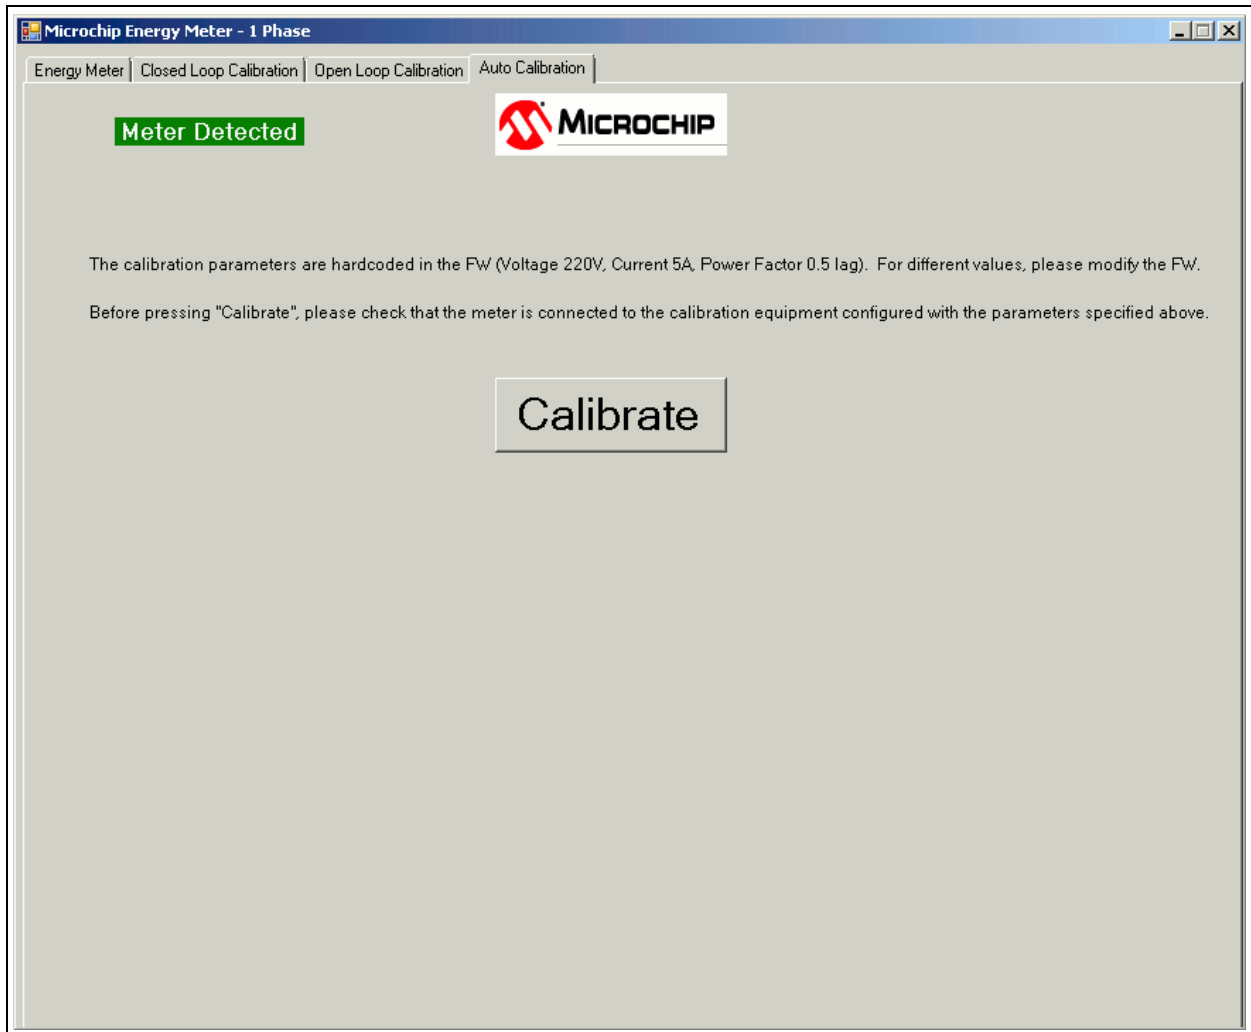 Microchip Energy Meter - 1 Phase
Energy Meter Closed Loop Calibration Open Loop Calibration Auto Calibration
Meter Detected
MICROCHIP
The calibration parameters are hardcoded in the FW (Voltage 220V, Current 5A, Power Factor 0.5 lag).  For different values, please modify the FW.
Before pressing "Calibrate", please check that the meter is connected to the calibration equipment configured with the parameters specified above.
Calibrate